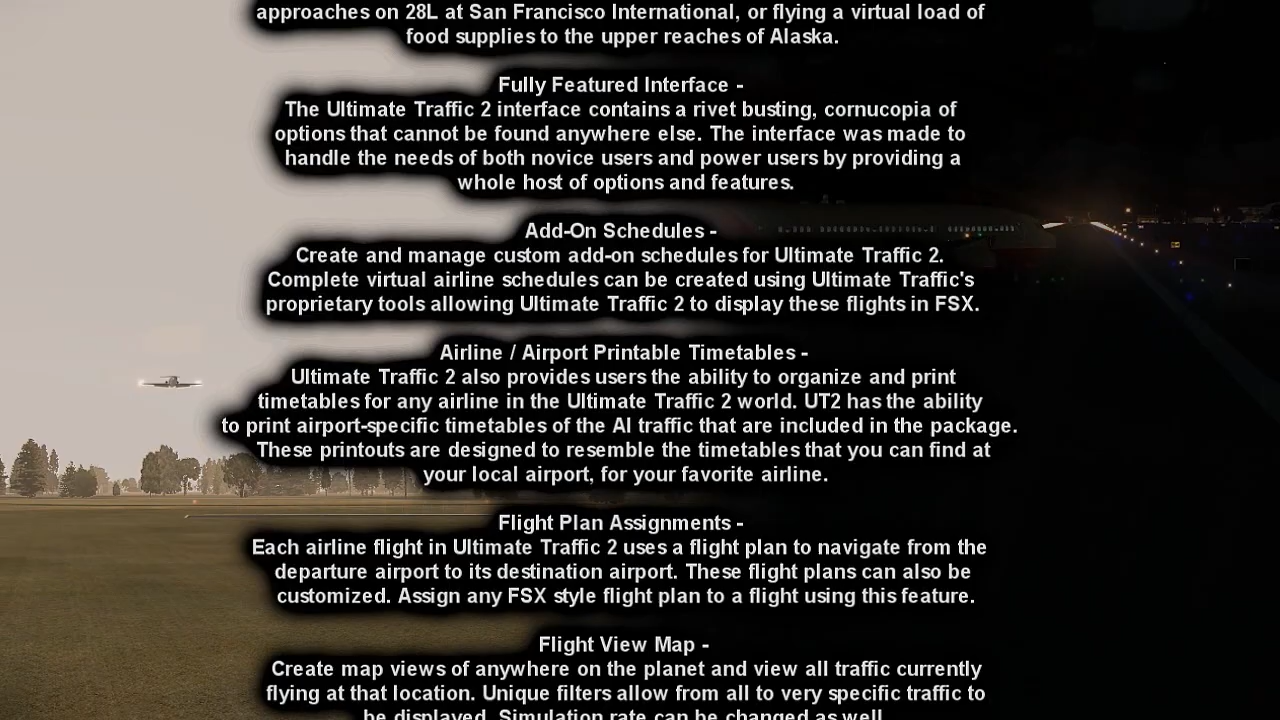 approaches on 28L at San Francisco International, or flying a virtual load of
food supplies to the upper reaches of Alaska.
Fully Featured Interface -
The Ultimate Traffic 2 interface contains a rivet busting, cornucopia of
options that cannot be found anywhere else. The interface was made to
handle the needs of both novice users and power users by providing a
whole host of options and features.
Add-On Schedules -
Create and manage custom add-on schedules for Ultimate Traffic 2.
Complete virtual airline schedules can be created using Ultimate Traffic's
proprietary tools allowing Ultimate Traffic 2 to display these flights in FSX.
Airline / Airport Printable Timetables -
Ultimate Traffic 2 also provides users the ability to organize and print
timetables for any airline in the Ultimate Traffic 2 world. UT2 has the ability
to print airport-specific timetables of the AI traffic that are included in the package.
These printouts are designed to resemble the timetables that you can find at
your local airport, for your favorite airline.
Flight Plan Assignments -
Each airline flight in Ultimate Traffic 2 uses a flight plan to navigate from the
departure airport to its destination airport. These flight plans can also be
customized. Assign any FSX style flight plan to a flight using this feature.
Flight View Map -
Create map views of anywhere on the planet and view all traffic currently
flying at that location. Unique filters allow from all to very specific traffic to
be displayed. Simulation rate can be changed as well.